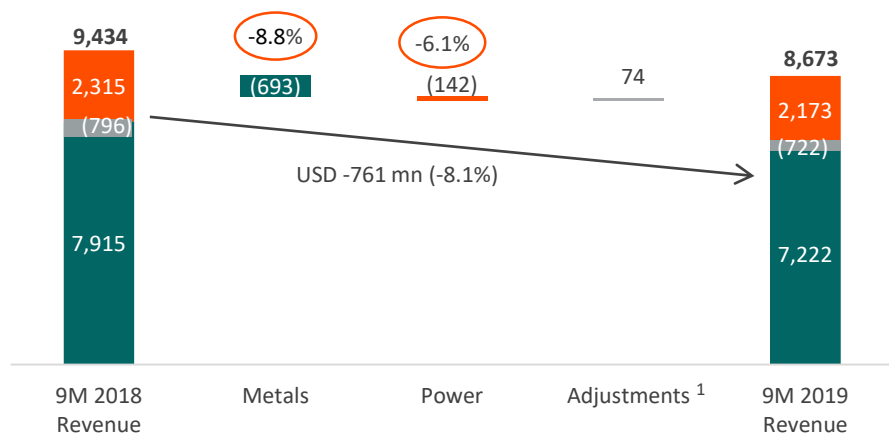 9,434
-8.8%
-6.1%
8,673
2,315
(693)
(142)
74
2,173
(796)
(722)
USD -761 mn (-8.1%)
7,915
7,222
9M 2018
Revenue
Metals
Power
Adjustments 1
9M 2019
Revenue